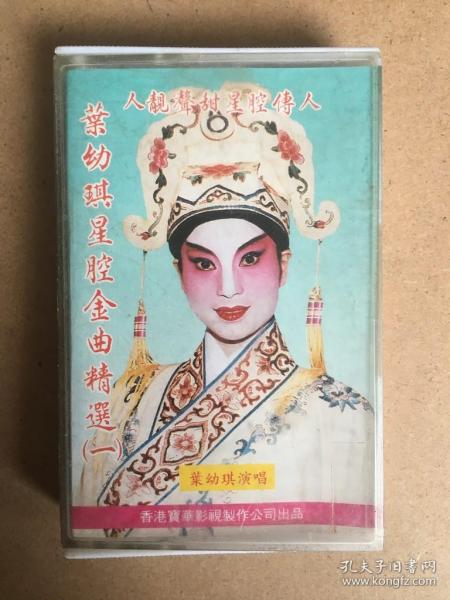 人靚聲甜星腔傳人
葉幼琪星腔金曲精選(一)
葉幼琪演唱
香港寶華影視製作公司出品
孔夫子旧书网
www.kongfz.com